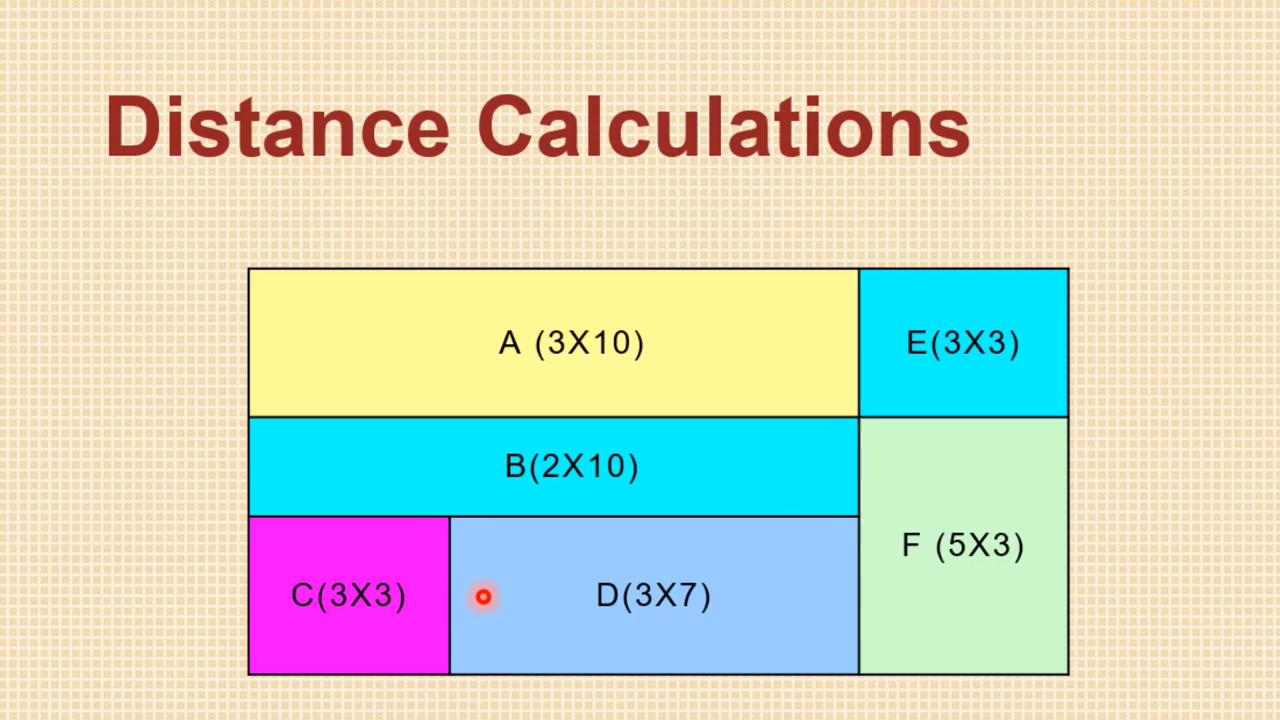 Distance Calculations
A (3X10)
E(3X3)
B(2X10)
F (5X3)
C(3X3)
D(3X7)